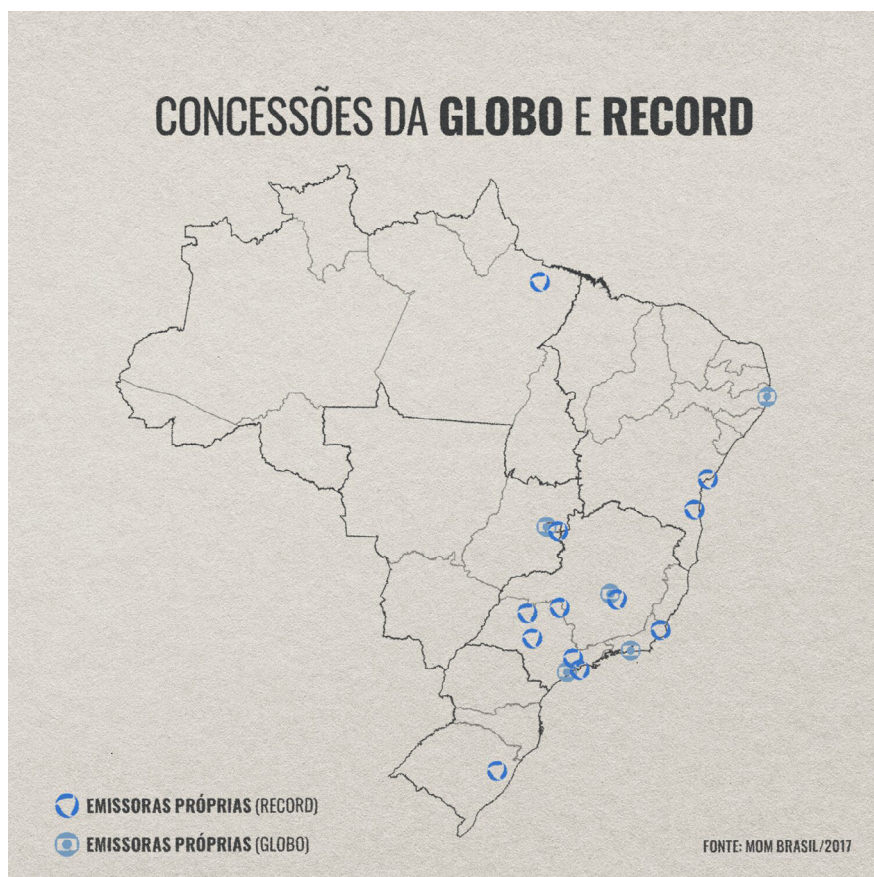 CONCESSÕES DA GLOBO E RECORD
EMISSORAS PRÓPRIAS (RECORD)
EMISSORAS PRÓPRIAS (GLOBO)
FONTE: MOM BRASIL/2017